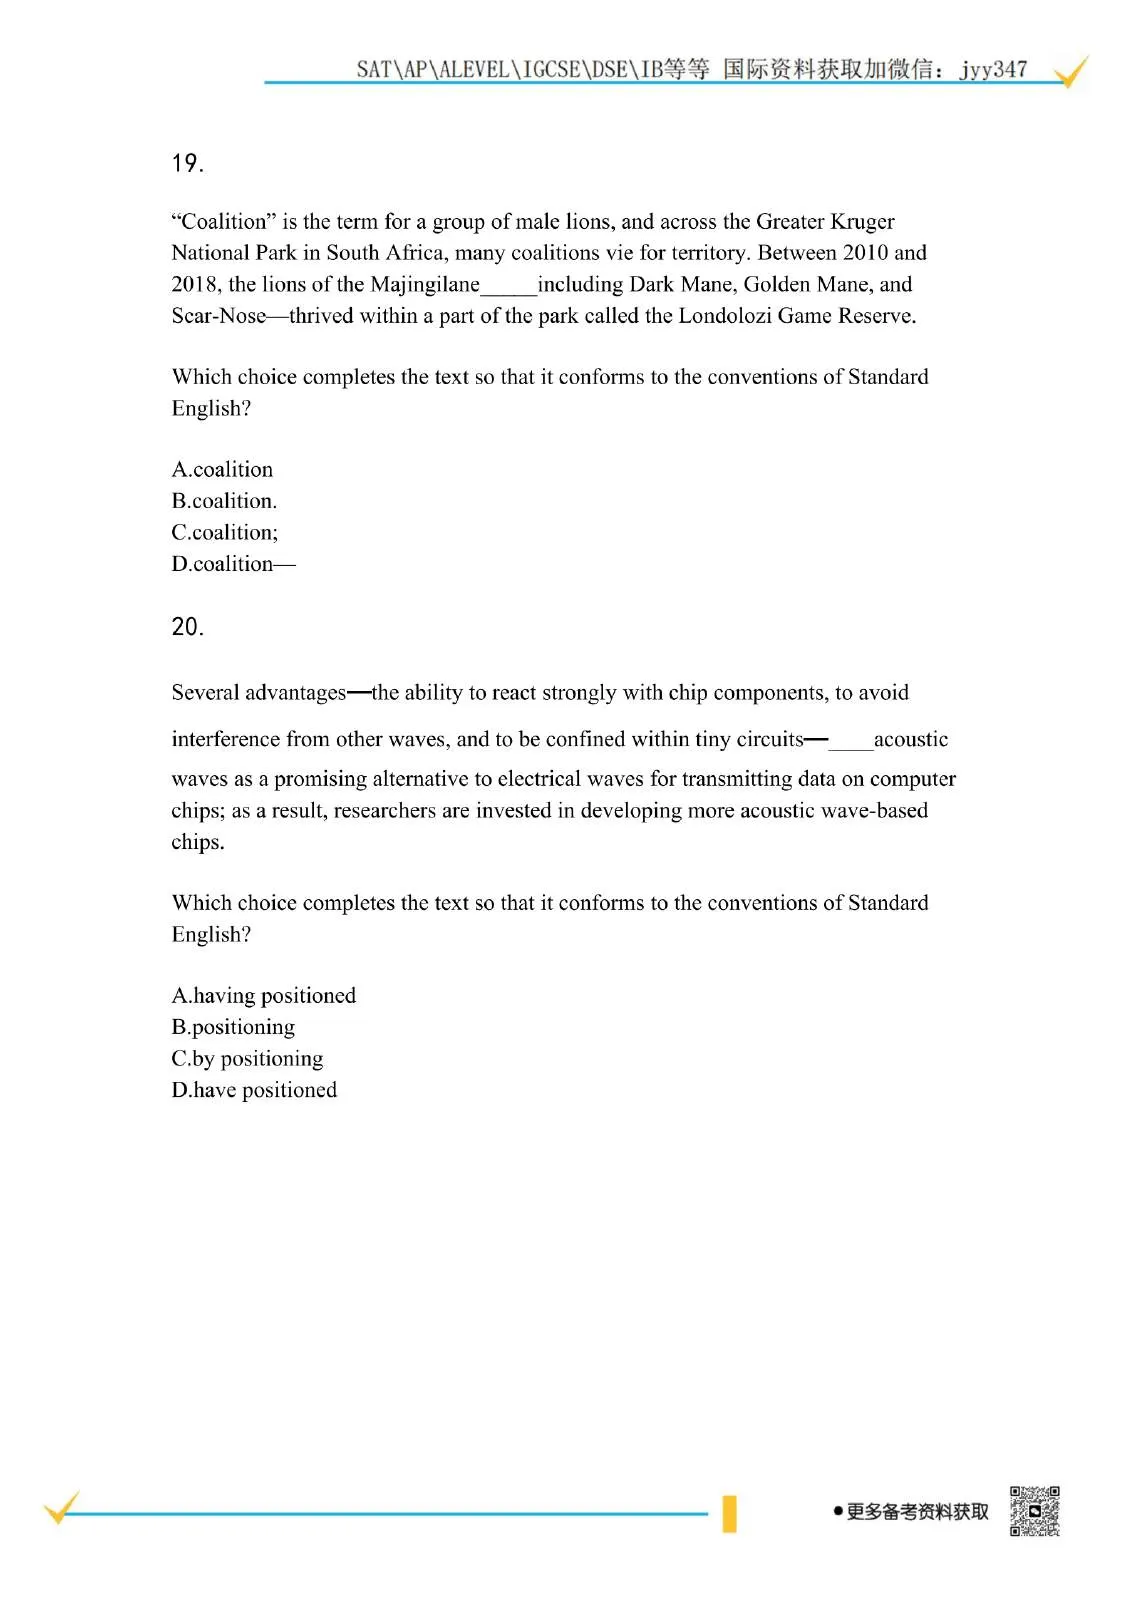 SAT\AP\ALEVEL\IGCSE\DSE\IB等等 国际资料获取加微信：jyy347
19.
“Coalition” is the term for a group of male lions, and across the Greater Kruger
National Park in South Africa, many coalitions vie for territory. Between 2010 and
2018, the lions of the Majingilane_____including Dark Mane, Golden Mane, and
Scar-Nose—thrived within a part of the park called the Londolozi Game Reserve.
Which choice completes the text so that it conforms to the conventions of Standard
English?
A.coalition
B.coalition.
C.coalition;
D.coalition—
20.
Several advantages—the ability to react strongly with chip components, to avoid
interference from other waves, and to be confined within tiny circuits—____acoustic
waves as a promising alternative to electrical waves for transmitting data on computer
chips; as a result, researchers are invested in developing more acoustic wave-based
chips.
Which choice completes the text so that it conforms to the conventions of Standard
English?
A.having positioned
B.positioning
C.by positioning
D.have positioned
●更多备考资料获取